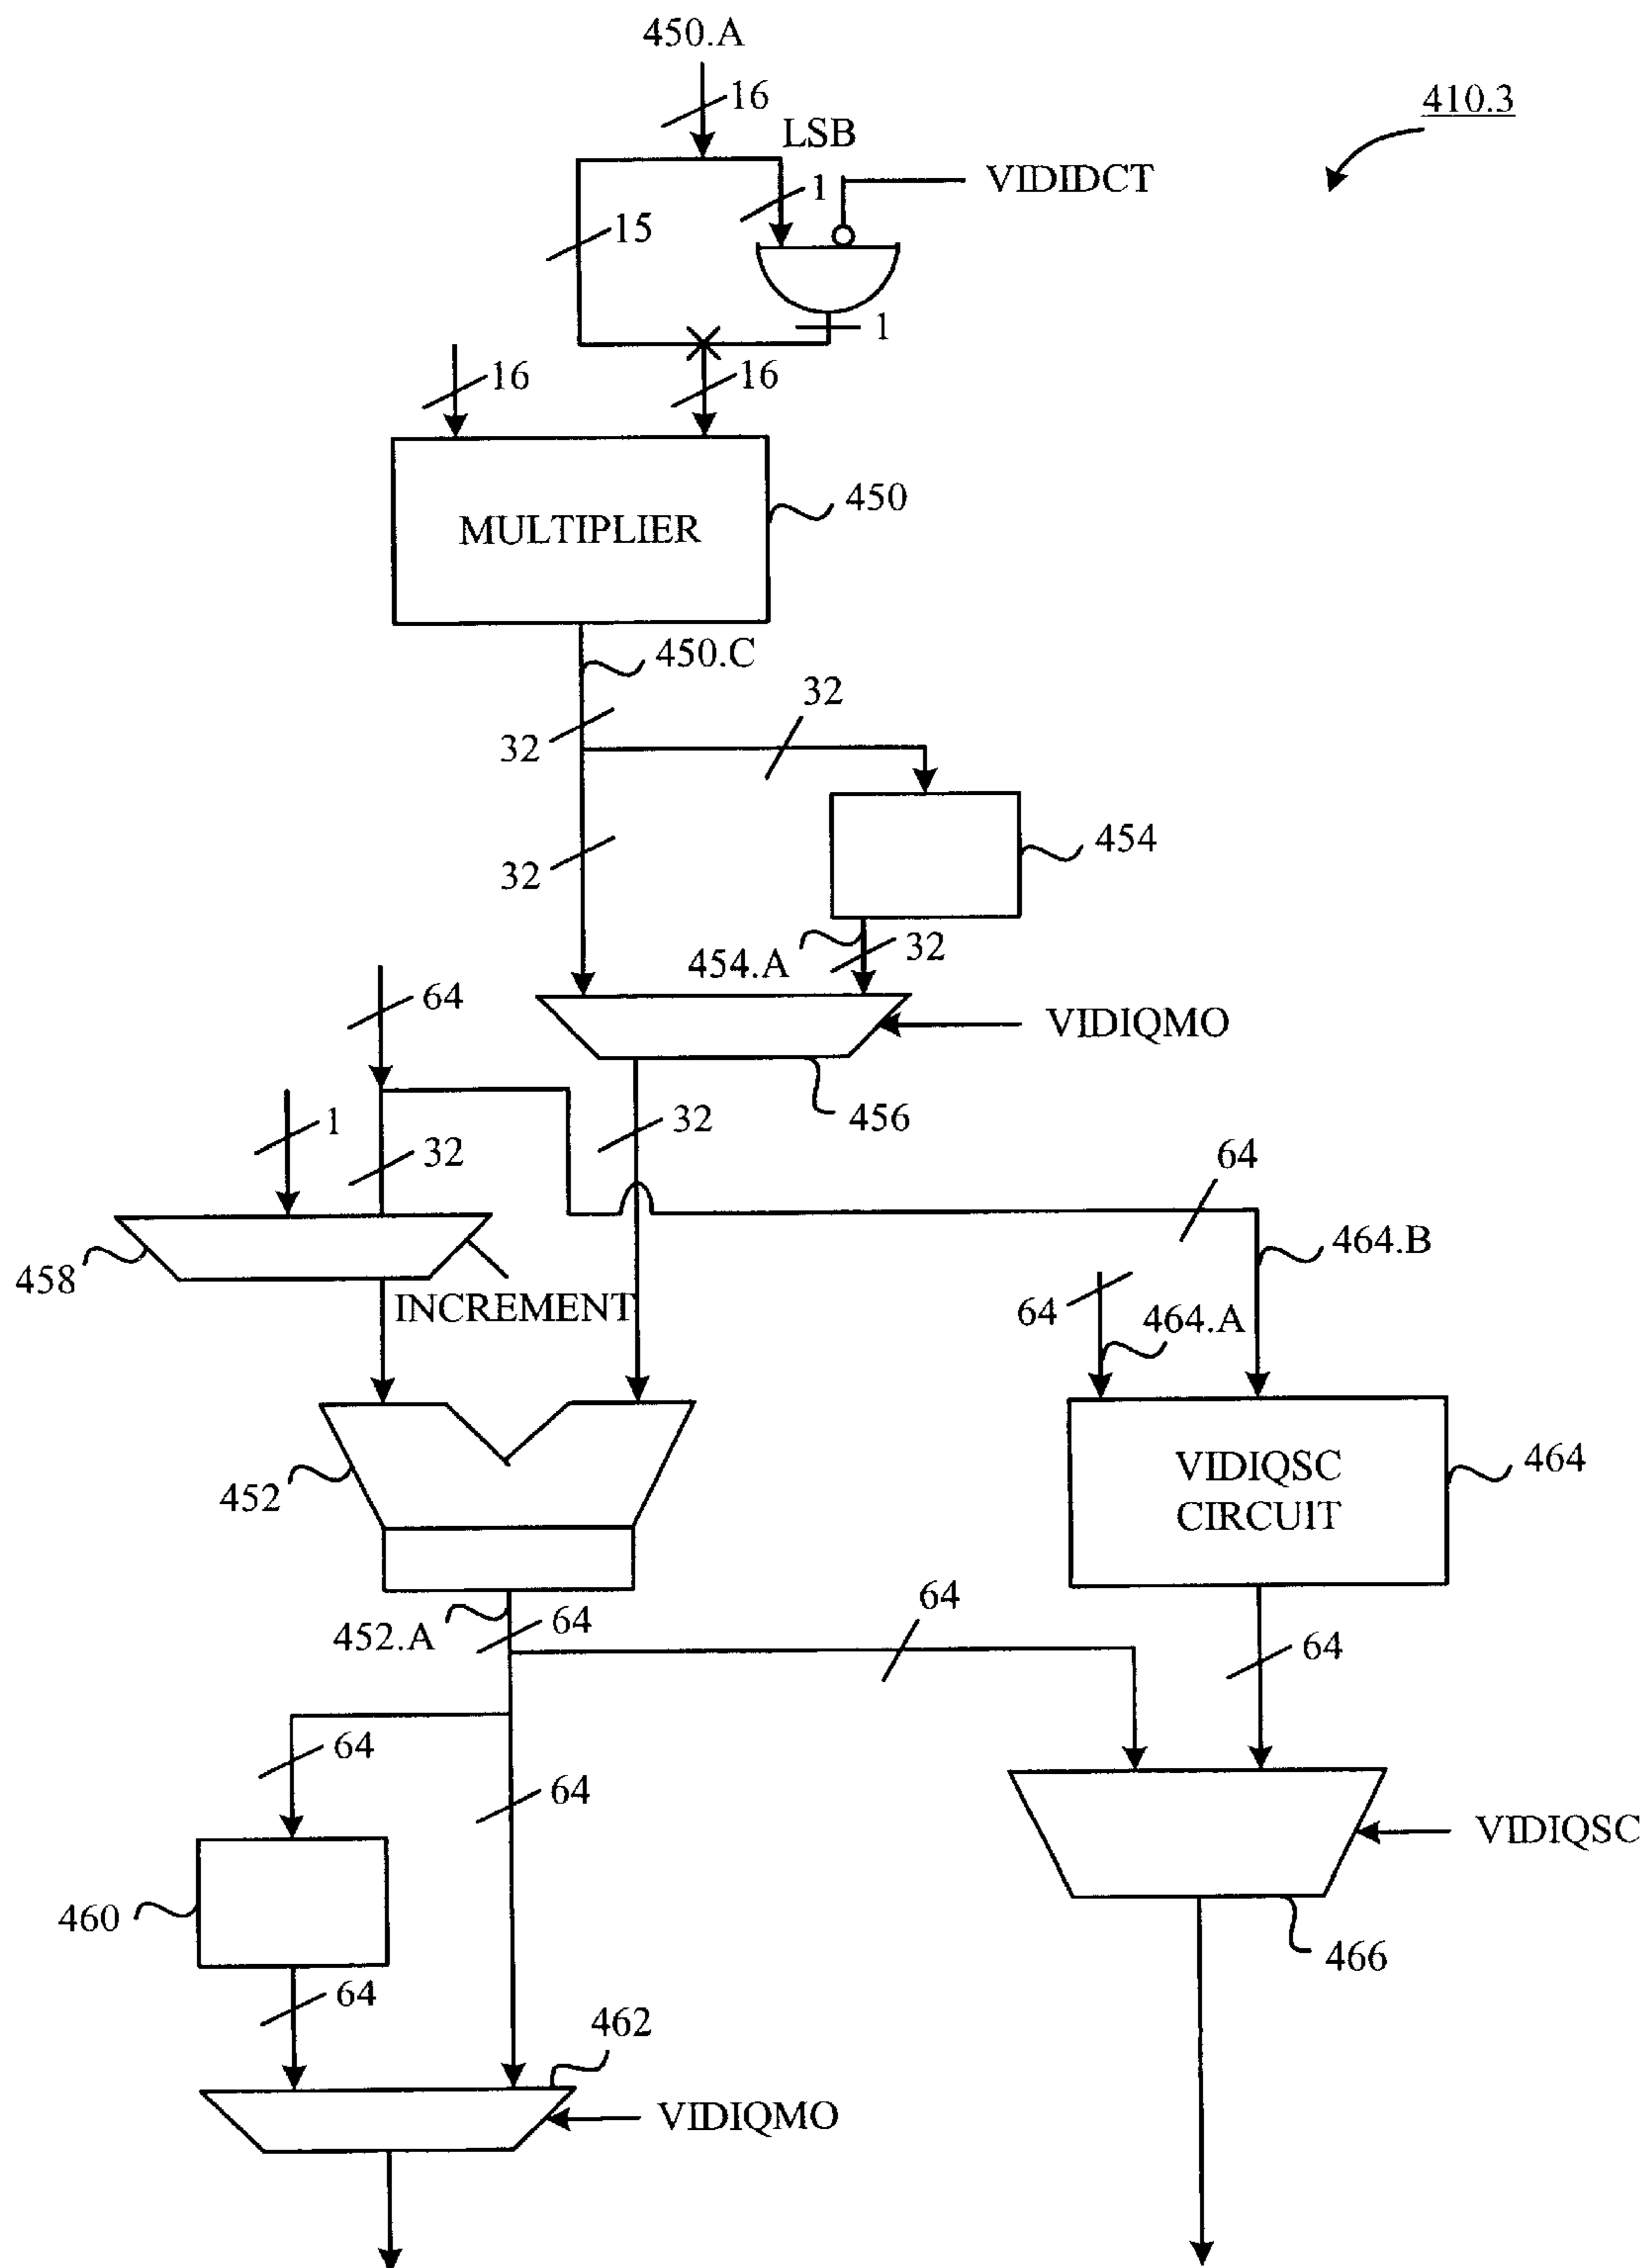 450.A
16
410.3
LSB
VIDIDCT
1
15
1
16
16
450
MULTIPLIER
450.C
32
32
32
454
454.A
32
64
VIDIQMO
456
1
32
32
64
464.B
458
INCREMENT
64
464.A
452
VIDIQSC
CIRCUIT
464
452.A
64
64
64
64
64
VIDIQSC
460
466
64
462
VIDIQMO